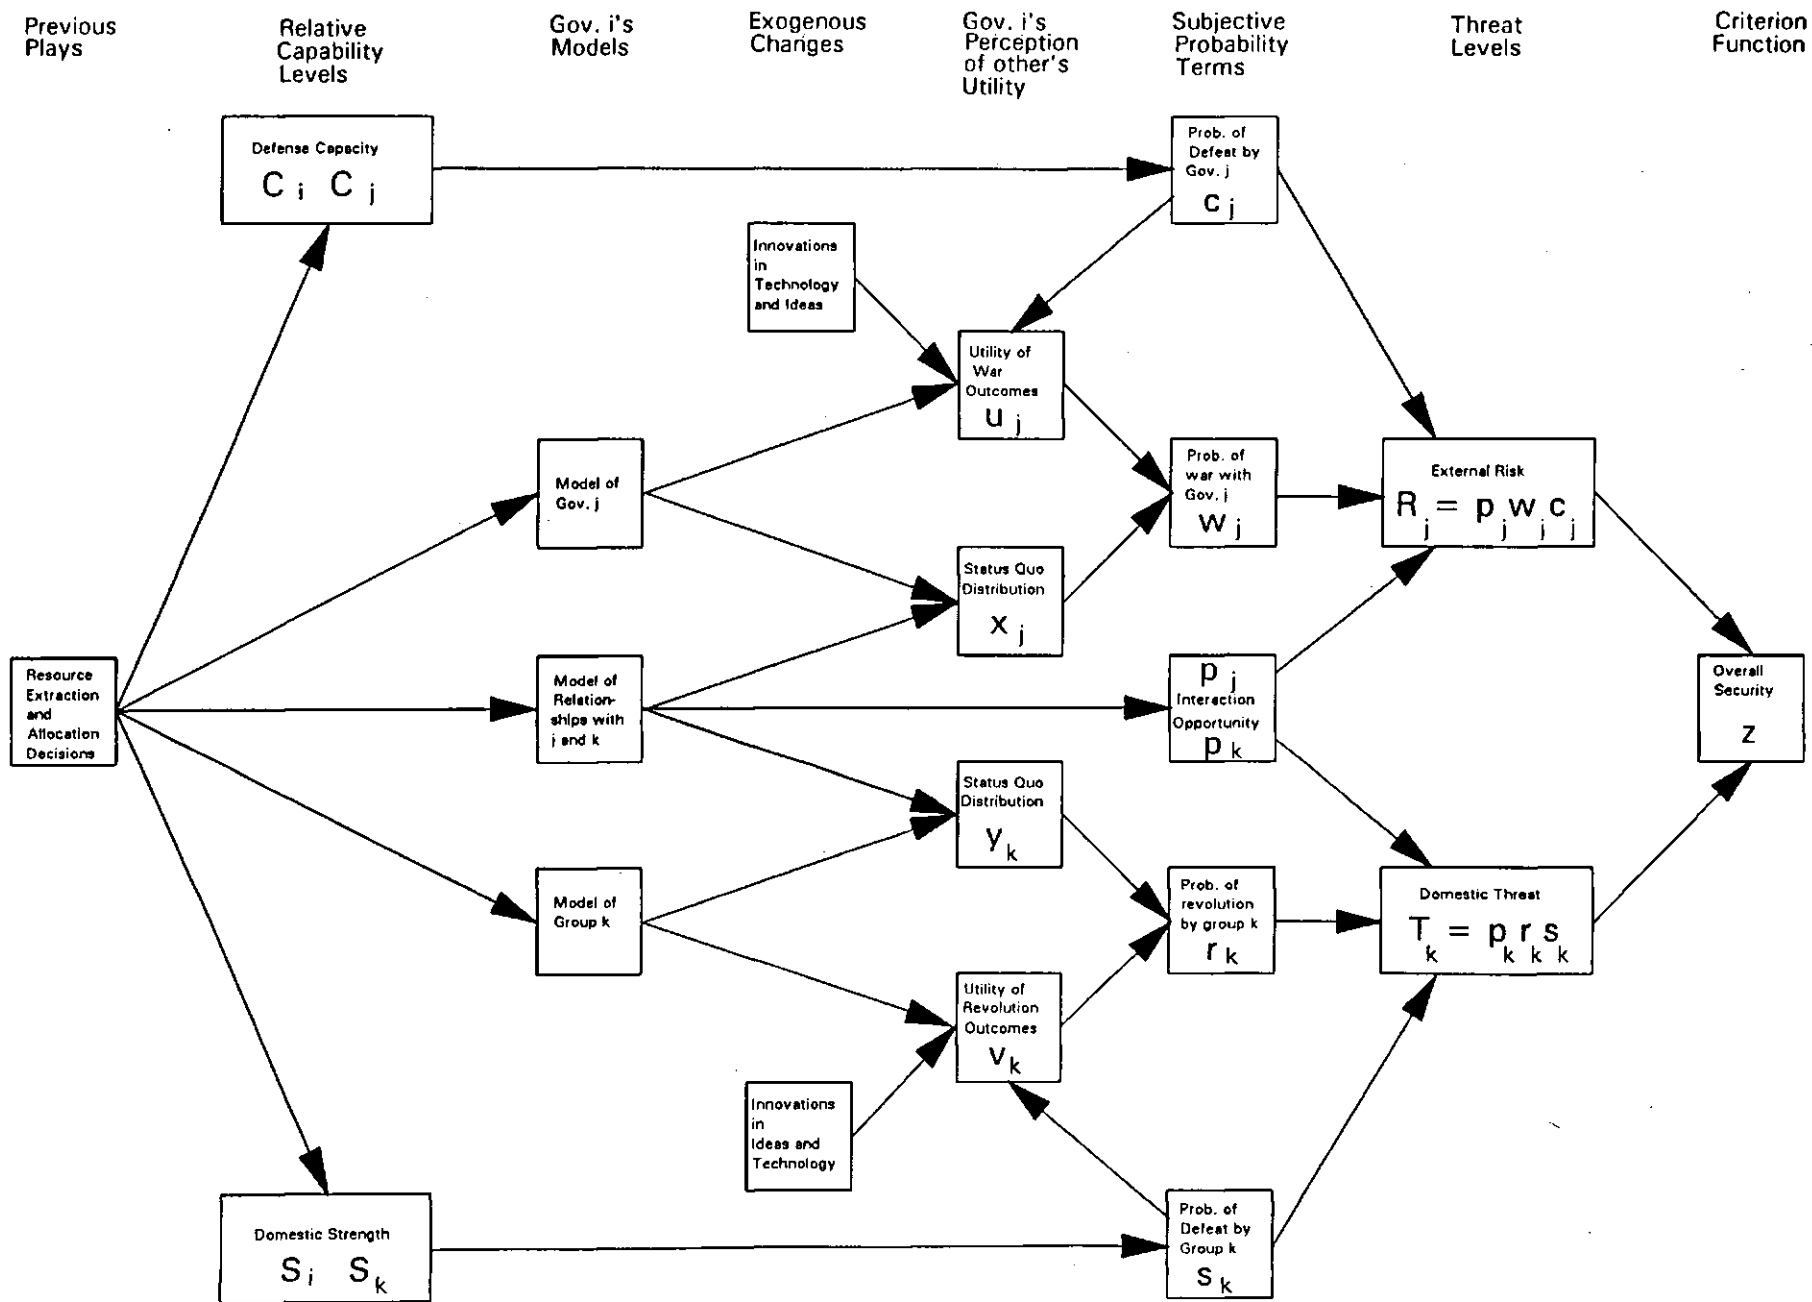 Previous
Plays
Relative
Capability
Levels
Gov. i's
Models
Exogenous
Changes
Gov. i's
Perception
of other's
Utility
Subjective
Probability
Terms
Threat
Levels
Criterion
Function
Defense Capacity
C i C j
Prob. of
Defeat by
Gov. j
c j
Innovations
in
Technology
and Ideas
Utility of
War
Outcomes
u j
Model of
Gov. j
Prob. of
war with
Gov. j
w j
External Risk
R j = p j w j c j
Status Quo
Distribution
x j
Resource
Extraction
and
Allocation
Decisions
Model of
Relation-
ships with
j and k
p j
Interaction
Opportunity
p k
Overall
Security
z
Status Quo
Distribution
y k
Model of
Group k
Prob. of
revolution
by group k
r k
Domestic Threat
T k = p k r k s k
Utility of
Revolution
Outcomes
v k
Innovations
in
Ideas and
Technology
Domestic Strength
S i S k
Prob. of
Defeat by
Group k
s k